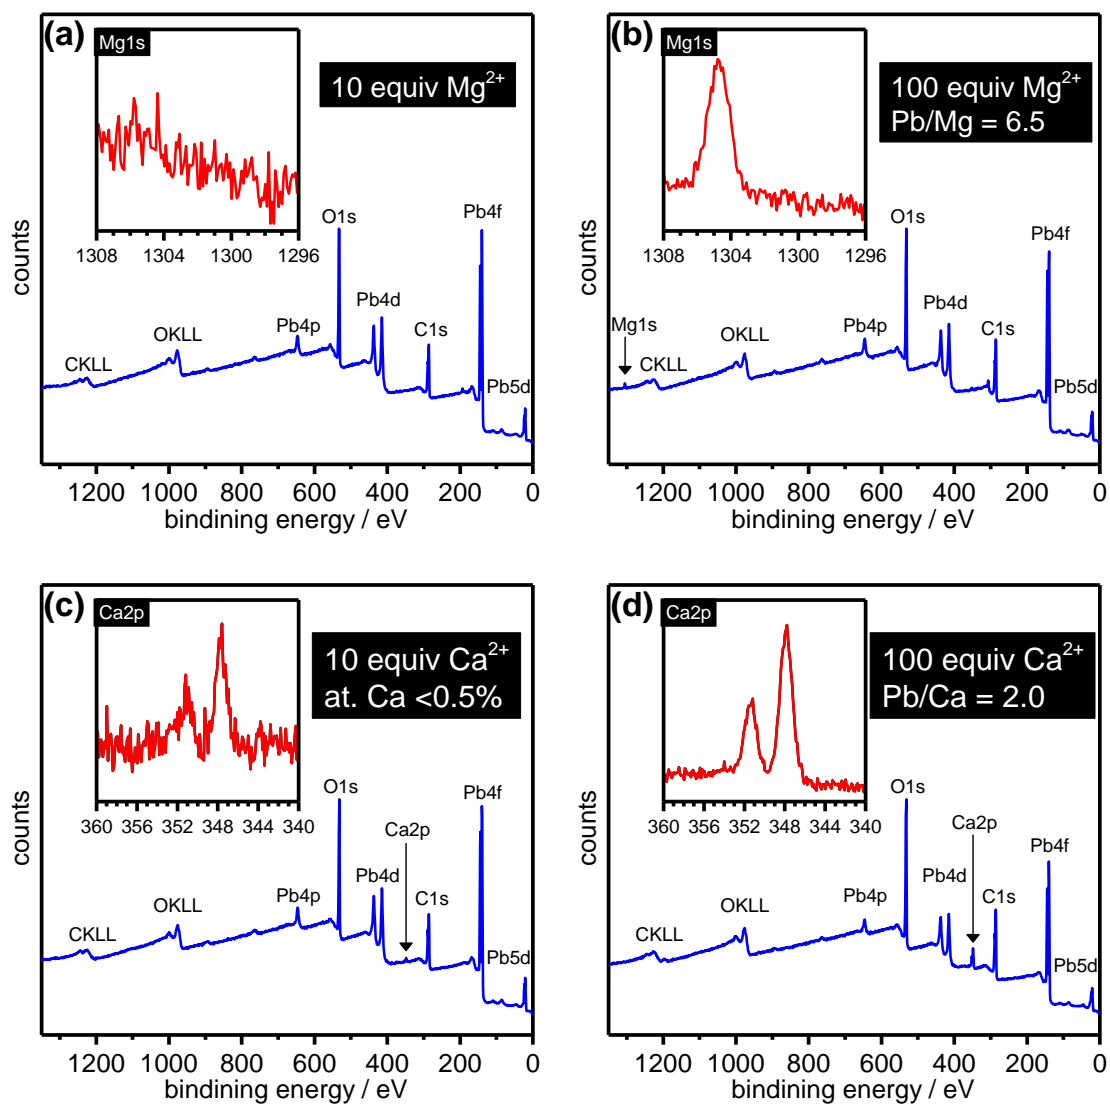 (a)
Mg1s
10 equiv Mg²⁺
1308 1304 1300 1296
O1s
Pb4f
Pb4d
C1s
Pb4p
OKLL
CKLL
Pb5d
counts
1200 1000 800 600 400 200 0
bindining energy / eV
(b)
Mg1s
100 equiv Mg²⁺
Pb/Mg = 6.5
1308 1304 1300 1296
O1s
Pb4f
Pb4d
C1s
Mg1s
Pb4p
OKLL
CKLL
Pb5d
counts
1200 1000 800 600 400 200 0
bindining energy / eV
(c)
Ca2p
10 equiv Ca²⁺
at. Ca <0.5%
360 356 352 348 344 340
O1s
Pb4f
Ca2p
Pb4d
C1s
Pb4p
OKLL
CKLL
Pb5d
counts
1200 1000 800 600 400 200 0
bindining energy / eV
(d)
Ca2p
100 equiv Ca²⁺
Pb/Ca = 2.0
360 356 352 348 344 340
O1s
Ca2p
Pb4f
Pb4d
C1s
Pb4p
OKLL
CKLL
Pb5d
counts
1200 1000 800 600 400 200 0
bindining energy / eV